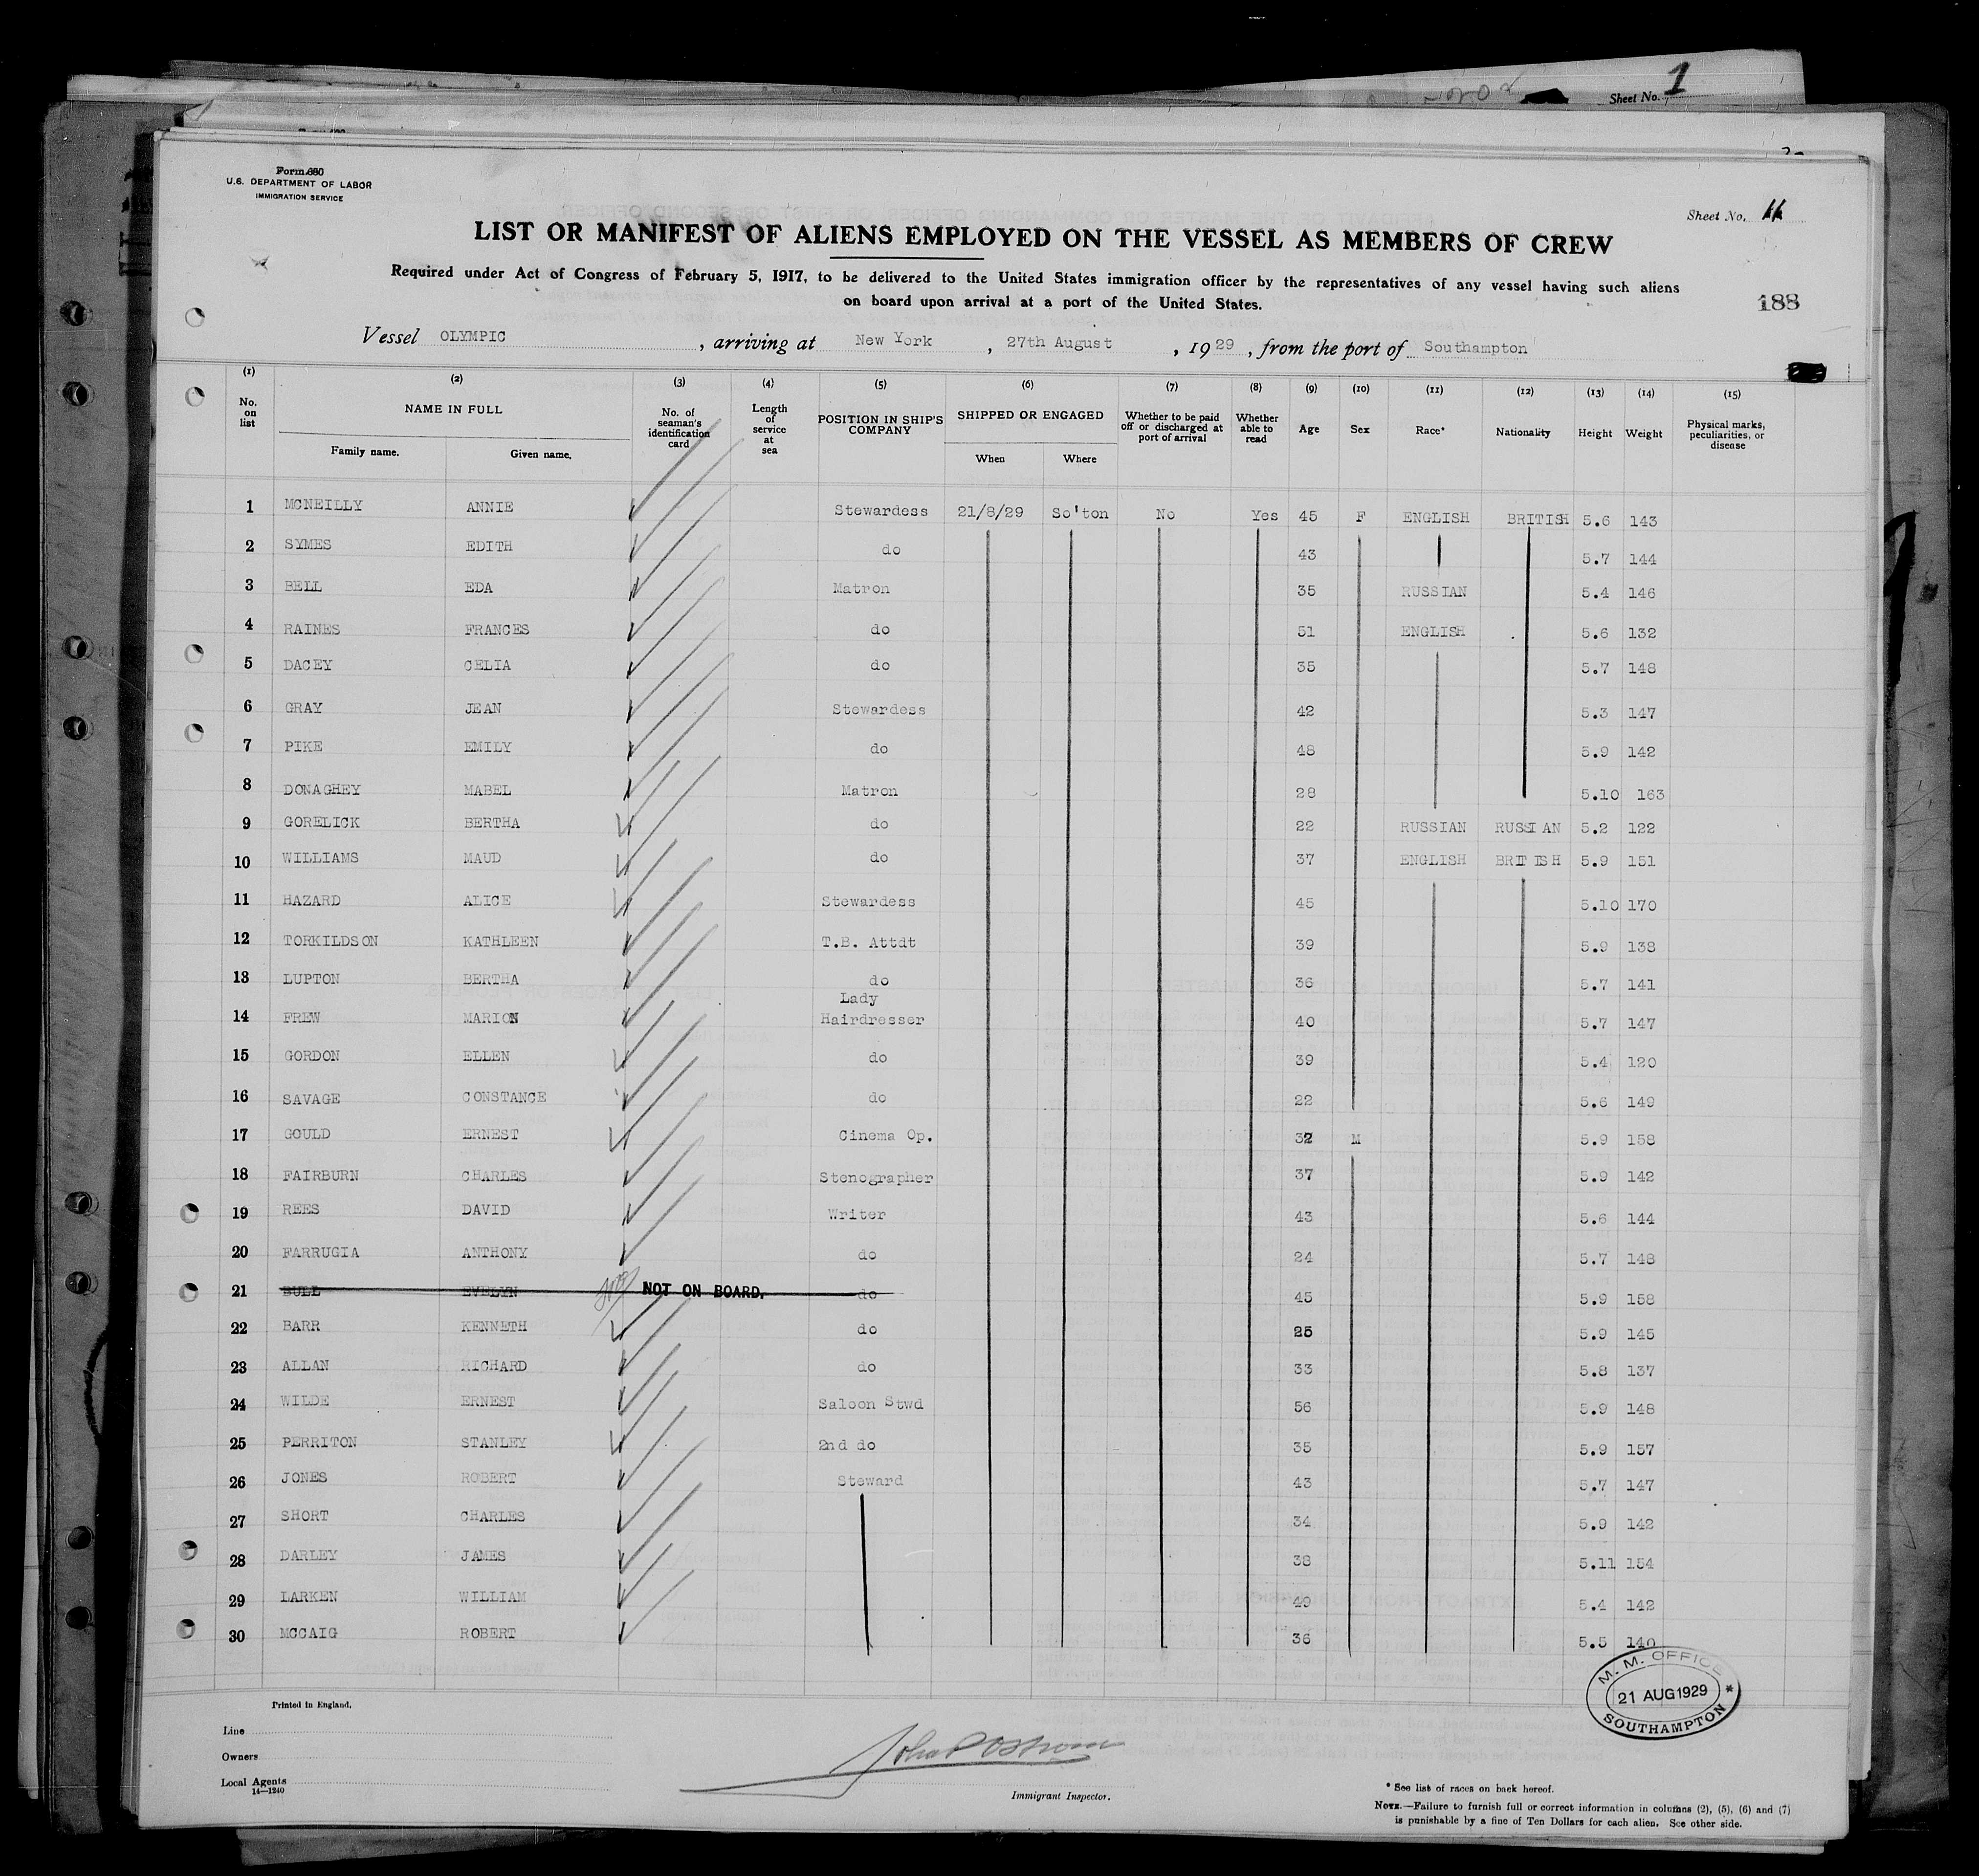 Sheet No. 1
Form 680
U.S. DEPARTMENT OF LABOR
IMMIGRATION SERVICE
Sheet No. 11
LIST OR MANIFEST OF ALIENS EMPLOYED ON THE VESSEL AS MEMBERS OF CREW
Required under Act of Congress of February 5, 1917, to be delivered to the United States immigration officer by the representatives of any vessel having such aliens
on board upon arrival at a port of the United States.
188
Vessel OLYMPIC, arriving at New York, 27th August, 1929, from the port of Southampton
(1) (2) (3) (4) (5) (6) (7) (8) (9) (10) (11) (12) (13) (14) (15)
No. on list NAME IN FULL No. of seaman's identification card Length of service at sea POSITION IN SHIP'S COMPANY SHIPPED OR ENGAGED Whether to be paid off or discharged at port of arrival Whether able to read Age Sex Race* Nationality Height Weight Physical marks, peculiarities, or disease
Family name. Given name. When Where
1 MCNEILLY ANNIE Stewardess 21/8/29 So'ton No Yes 45 F ENGLISH BRITISH 5.6 143
2 SYMES EDITH do 43 5.7 144
3 BELL EDA Matron 35 RUSSIAN 5.4 146
4 RAINES FRANCES do 51 ENGLISH 5.6 132
5 DACEY CELIA do 35 5.7 148
6 GRAY JEAN Stewardess 42 5.3 147
7 PIKE EMILY do 48 5.9 142
8 DONAGHEY MABEL Matron 28 5.10 163
9 GORELICK BERTHA do 22 RUSSIAN RUSSIAN 5.2 122
10 WILLIAMS MAUD do 37 ENGLISH BRITISH 5.9 151
11 HAZARD ALICE Stewardess 45 5.10 170
12 TORKILDSON KATHLEEN T.B. Attdt 39 5.9 138
13 LUPTON BERTHA do 36 5.7 141
14 FREW MARION Lady Hairdresser 40 5.7 147
15 GORDON ELLEN do 39 5.4 120
16 SAVAGE CONSTANCE do 22 5.6 149
17 GOULD ERNEST Cinema Op. 32 M 5.9 158
18 FAIRBURN CHARLES Stenographer 37 5.9 142
19 REES DAVID Writer 43 5.6 144
20 FARRUGIA ANTHONY do 24 5.7 148
21 BULL EVELYN NOT ON BOARD. do 45 5.9 158
22 BARR KENNETH do 25 5.9 145
23 ALLAN RICHARD do 33 5.8 137
24 WILDE ERNEST Saloon Stwd 56 5.9 148
25 PERRITON STANLEY 2nd do 35 5.9 157
26 JONES ROBERT Steward 43 5.7 147
27 SHORT CHARLES 34 5.9 142
28 DARLEY JAMES 38 5.11 154
29 LARKEN WILLIAM 49 5.4 142
30 MCCAIG ROBERT 36 5.5 140
M. M. OFFICE
21 AUG 1929
SOUTHAMPTON *
Printed in England.
Line
Owners
Local Agents
14—1240
Immigrant Inspector.
* See list of races on back hereof.
NOTE.—Failure to furnish full or correct information in columns (2), (5), (6) and (7)
is punishable by a fine of Ten Dollars for each alien. See other side.